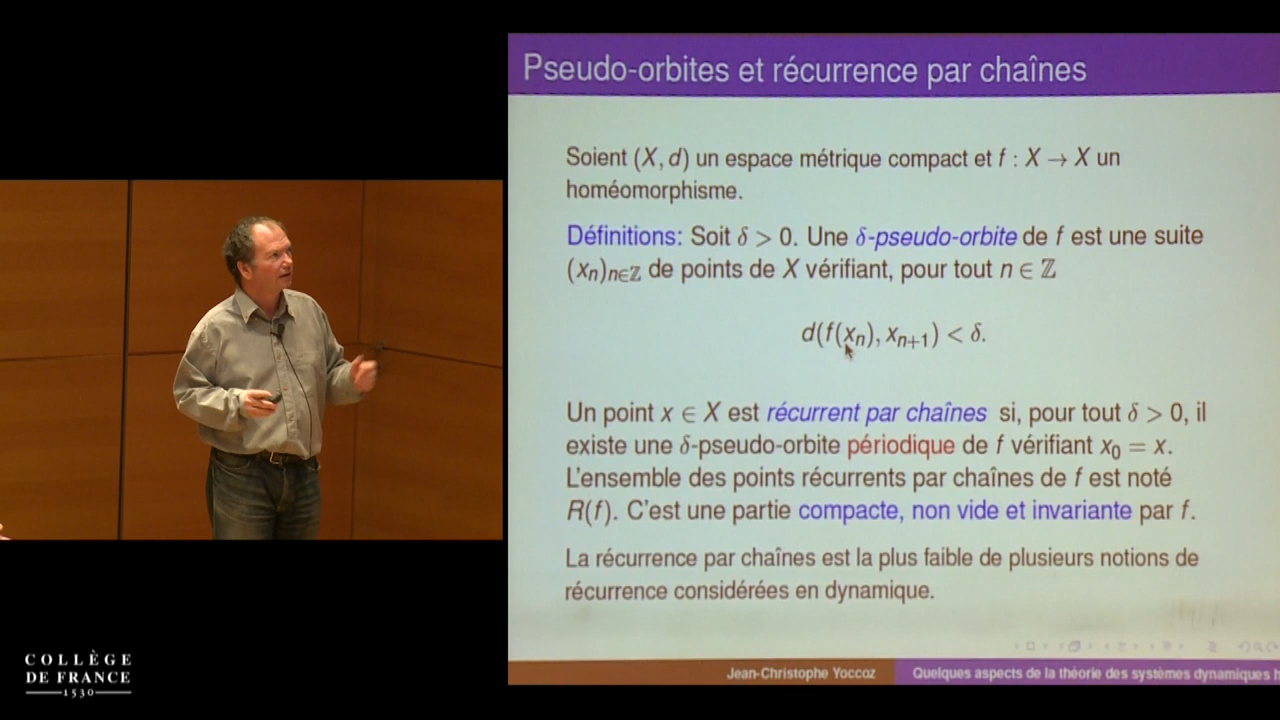 Pseudo-orbites et récurrence par chaînes
Soient (X, d) un espace métrique compact et f : X → X un
homéomorphisme.
Définitions: Soit δ > 0. Une δ-pseudo-orbite de f est une suite
(xₙ)ₙ∈ℤ de points de X vérifiant, pour tout n ∈ ℤ
d(f(xₙ), xₙ₊₁) < δ.
Un point x ∈ X est récurrent par chaînes si, pour tout δ > 0, il
existe une δ-pseudo-orbite périodique de f vérifiant x₀ = x.
L'ensemble des points récurrents par chaînes de f est noté
R(f). C'est une partie compacte, non vide et invariante par f.
La récurrence par chaînes est la plus faible de plusieurs notions de
récurrence considérées en dynamique.
Jean-Christophe Yoccoz
Quelques aspects de la théorie des systèmes dynamiques h
COLLÈGE
DE FRANCE
1530